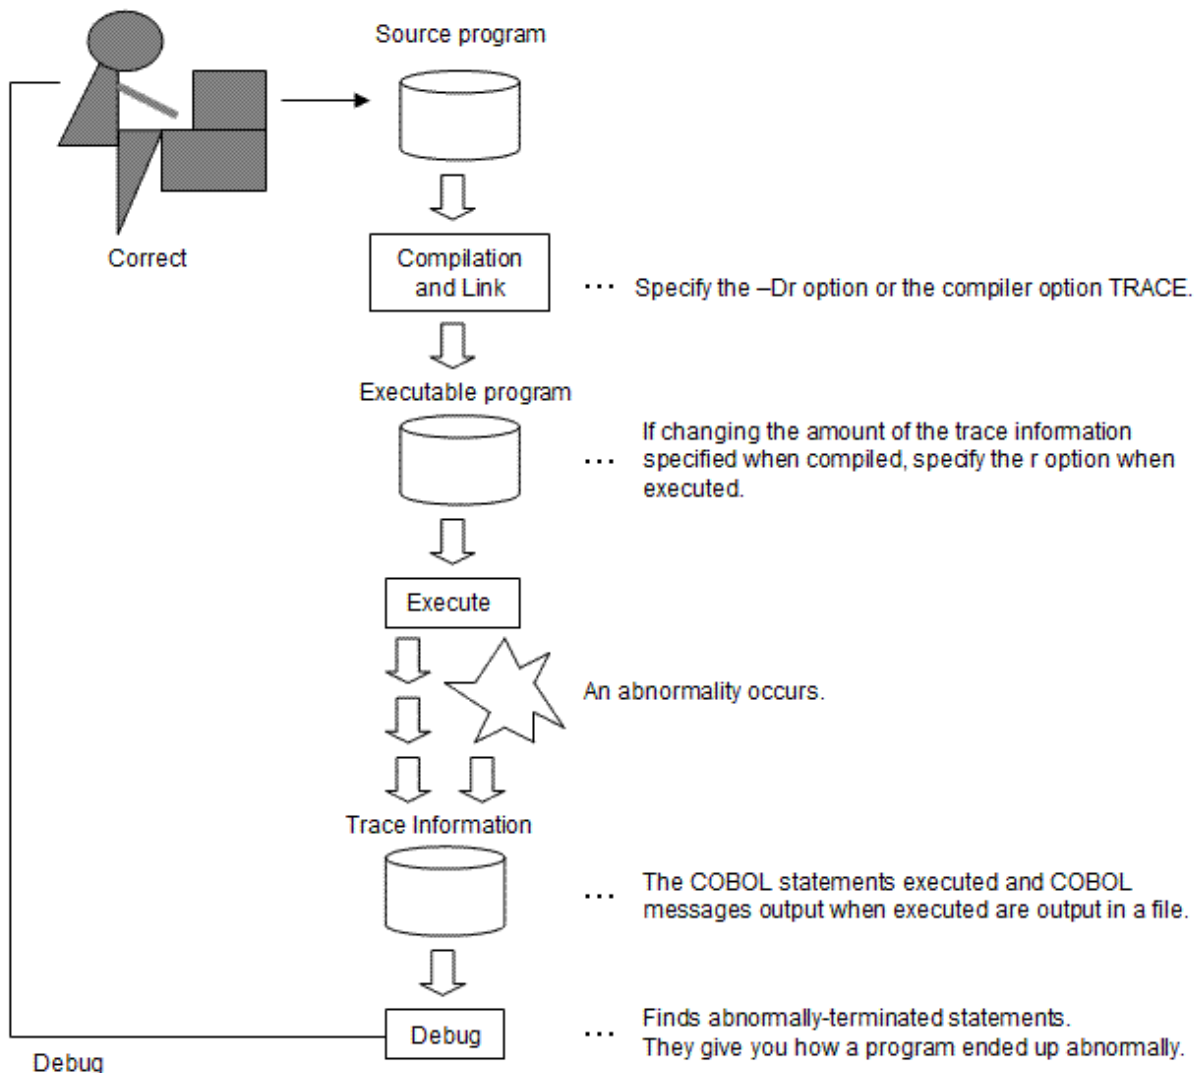 Source program
Correct
Compilation
and Link
... Specify the –Dr option or the compiler option TRACE.
Executable program
If changing the amount of the trace information
... specified when compiled, specify the r option when
executed.
Execute
An abnormality occurs.
Trace Information
... The COBOL statements executed and COBOL
messages output when executed are output in a file.
Debug
... Finds abnormally-terminated statements.
They give you how a program ended up abnormally.
Debug